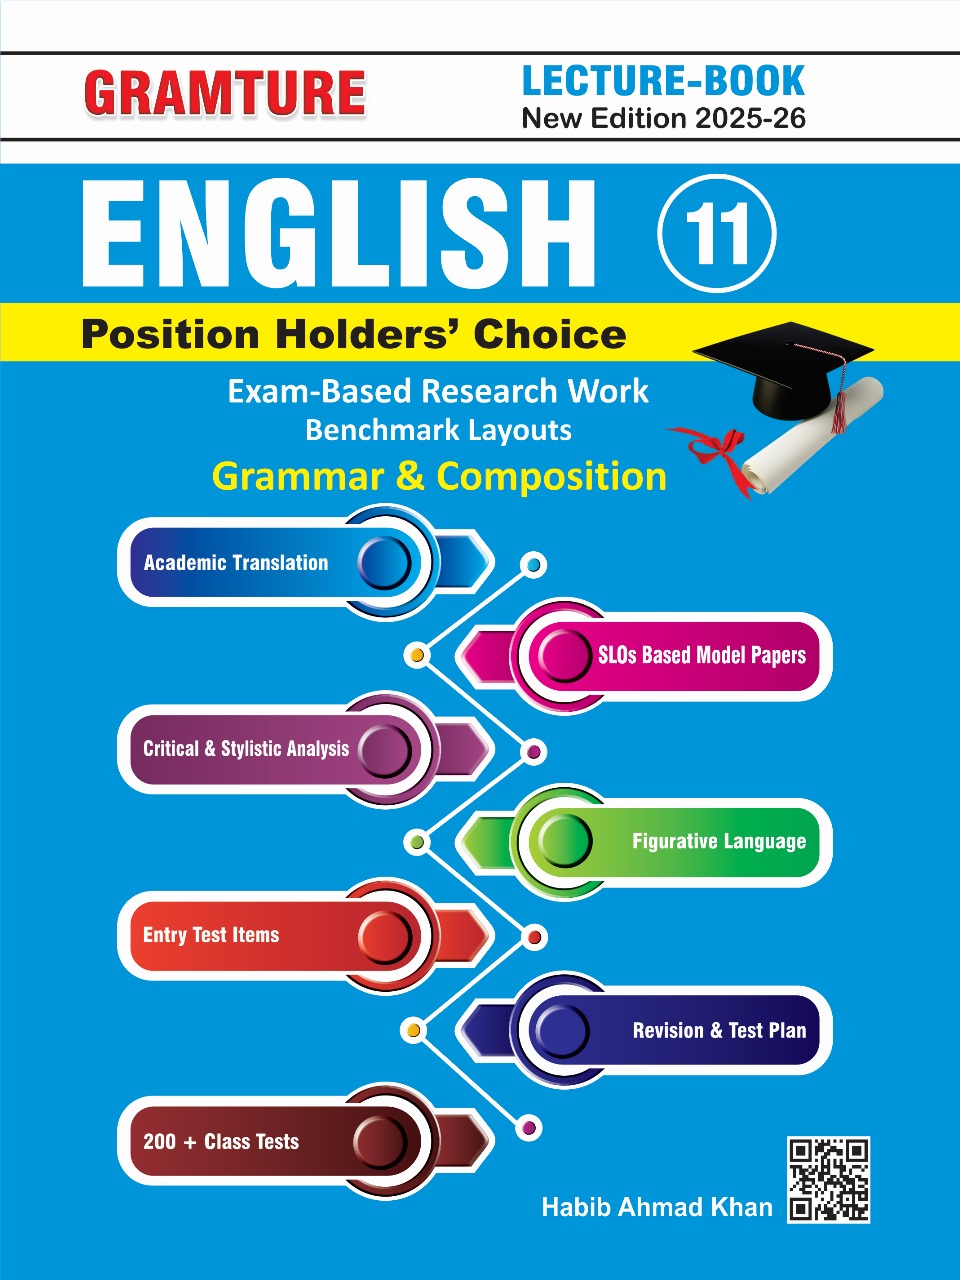 GRAMTURE
LECTURE-BOOK
New Edition 2025-26
ENGLISH 11
Position Holders’ Choice
Exam-Based Research Work
Benchmark Layouts
Grammar & Composition
Academic Translation
SLOs Based Model Papers
Critical & Stylistic Analysis
Figurative Language
Entry Test Items
Revision & Test Plan
200 + Class Tests
Habib Ahmad Khan